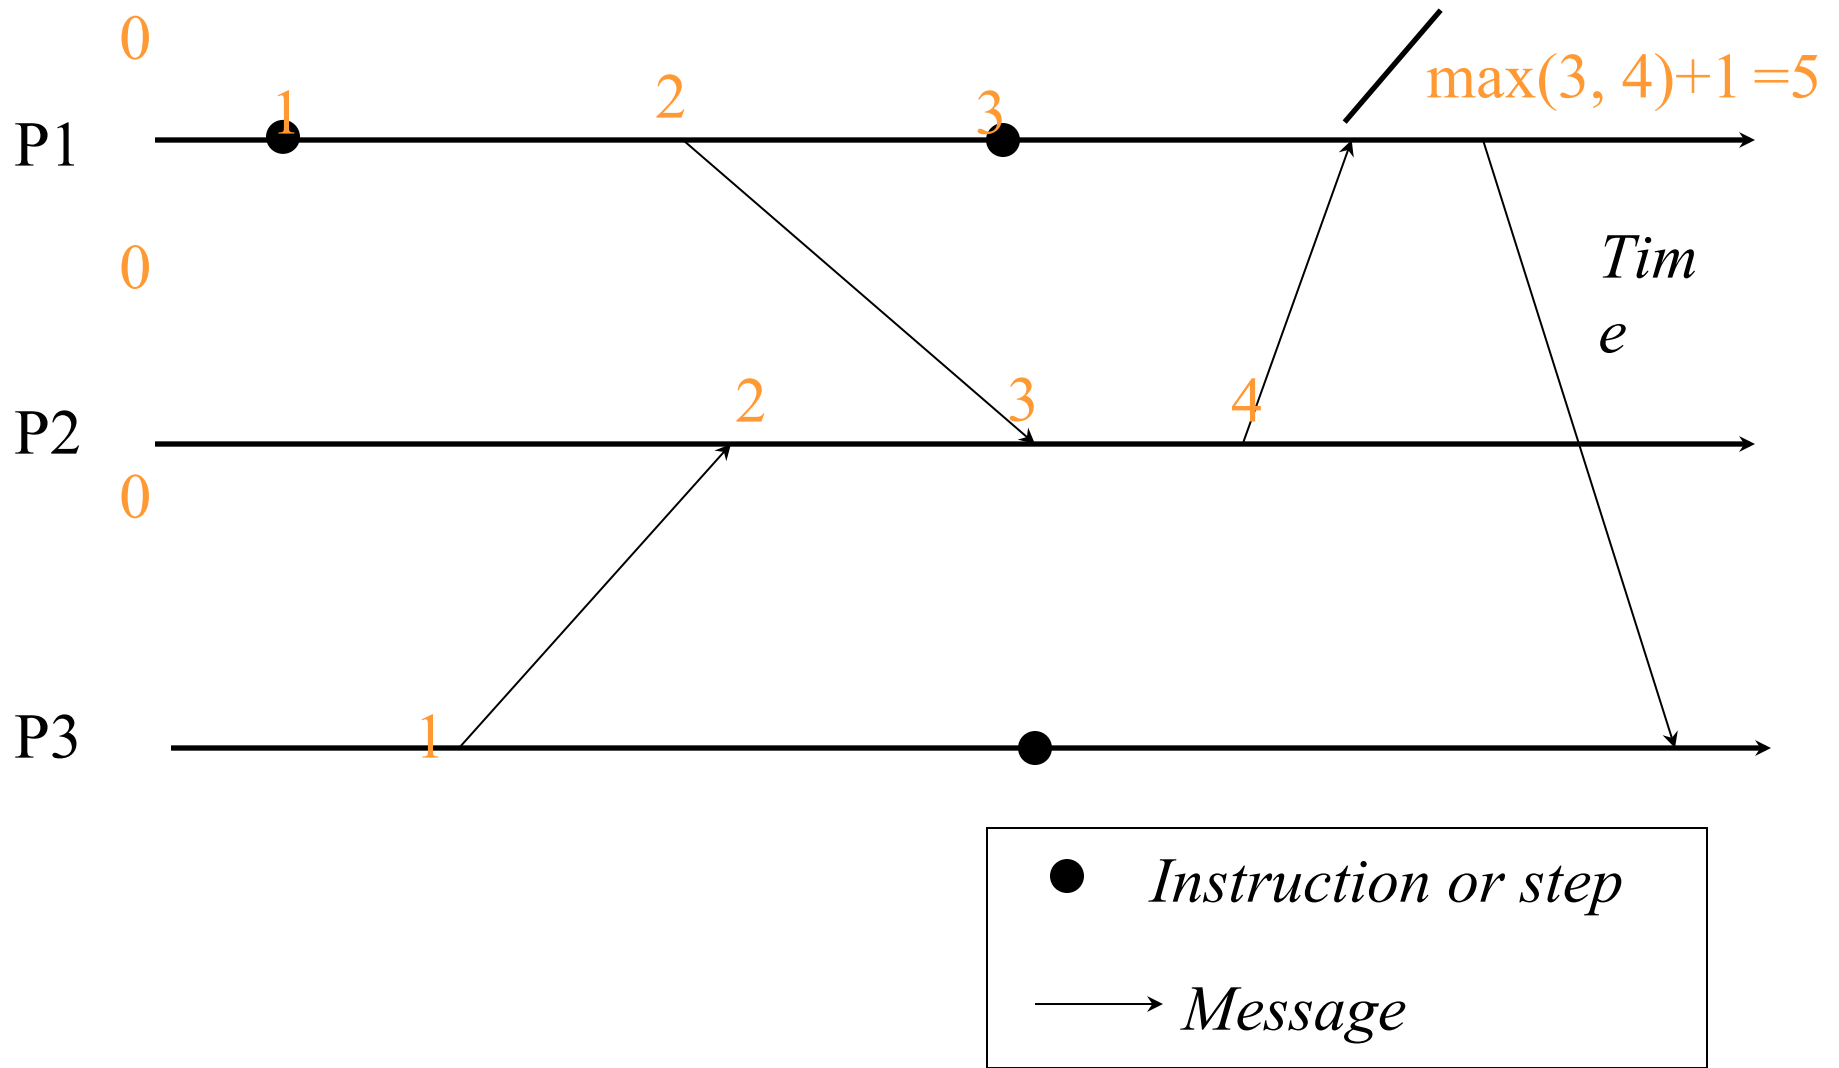 0
max(3, 4)+1 =5
1 2 3
P1
0
Tim
e
2 3 4
P2
0
P3 1
Instruction or step
Message